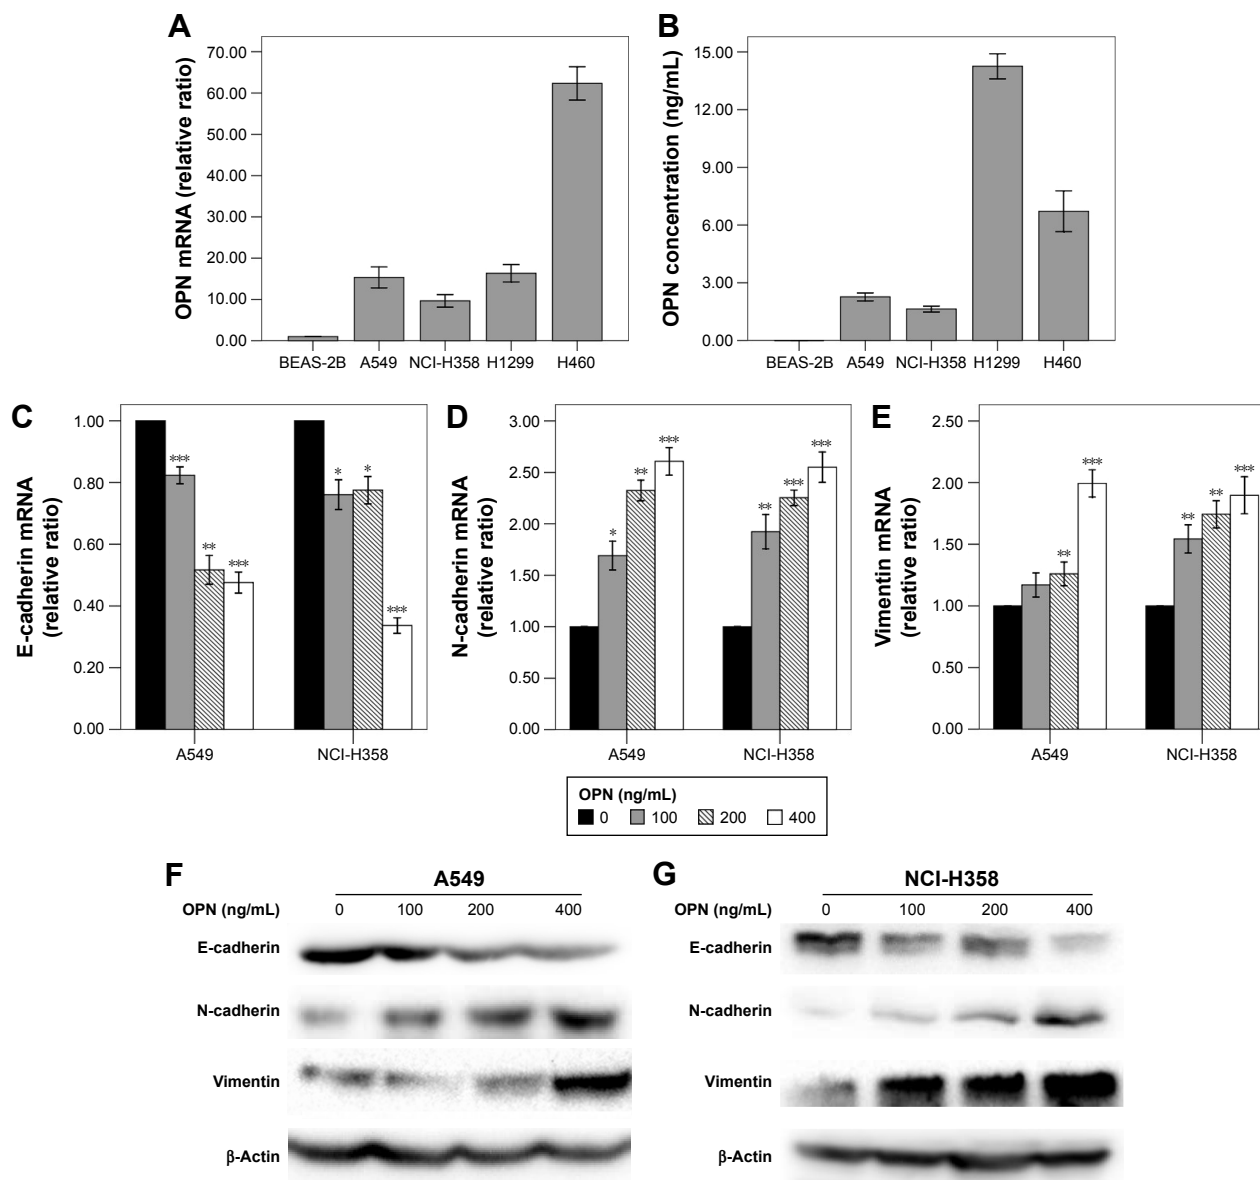 A
B
OPN mRNA (relative ratio)
70.00
60.00
50.00
40.00
30.00
20.00
10.00
0.00
BEAS-2B A549 NCI-H358 H1299 H460
OPN concentration (ng/mL)
15.00
12.00
9.00
6.00
3.00
0.00
BEAS-2B A549 NCI-H358 H1299 H460
C
E-cadherin mRNA
(relative ratio)
1.00
0.80
0.60
0.40
0.20
0.00
***
**
***
*
*
***
A549 NCI-H358
D
N-cadherin mRNA
(relative ratio)
3.00
2.50
2.00
1.50
1.00
0.50
0.00
*
**
***
**
***
***
A549 NCI-H358
E
Vimentin mRNA
(relative ratio)
2.50
2.00
1.50
1.00
0.50
0.00
**
***
**
**
***
A549 NCI-H358
OPN (ng/mL)
0 100 200 400
F
A549
OPN (ng/mL) 0 100 200 400
E-cadherin
N-cadherin
Vimentin
β-Actin
G
NCI-H358
OPN (ng/mL) 0 100 200 400
E-cadherin
N-cadherin
Vimentin
β-Actin